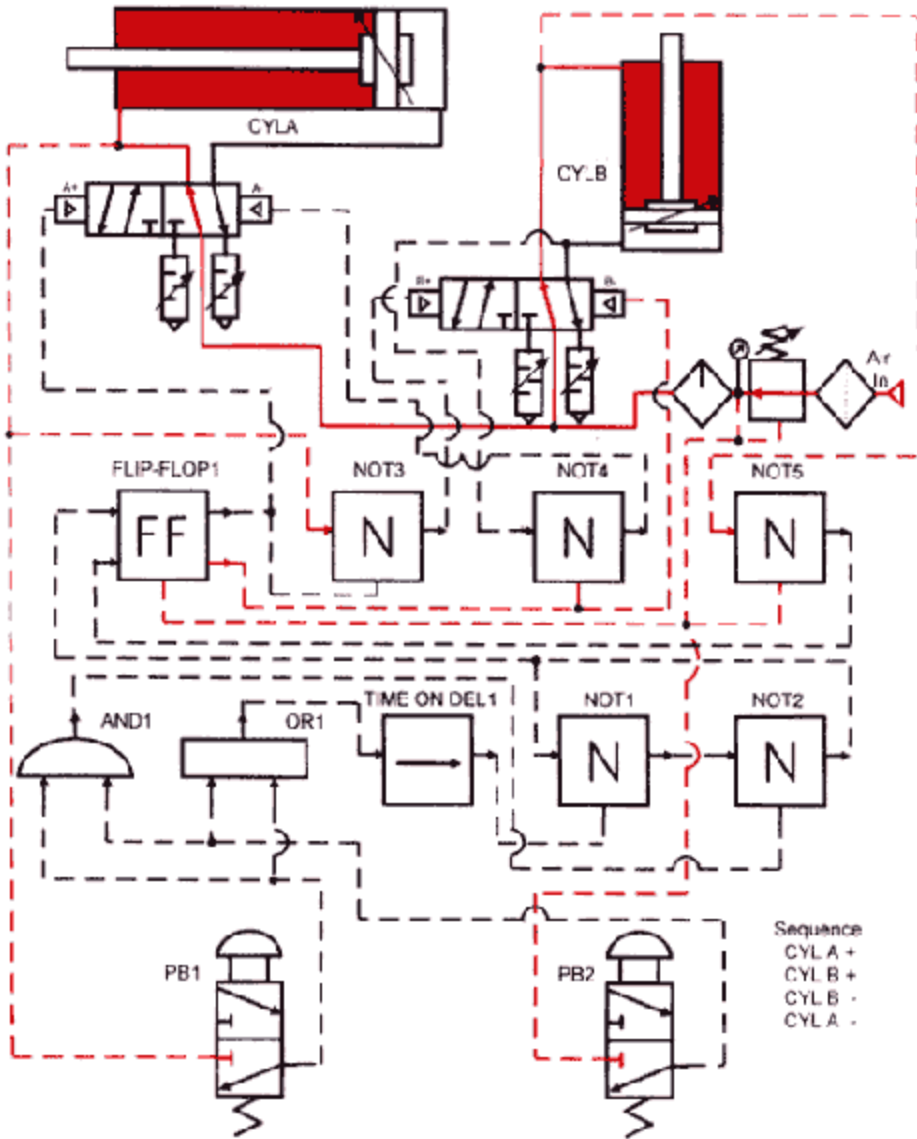 CYLA
CYLB
A+
A-
B+
B-
Air
In
FLIP-FLOP1
NOT3
NOT4
NOT5
FF
N
N
N
AND1
OR1
TIME ON DEL1
NOT1
NOT2
N
N
PB1
PB2
Sequence
CYL A +
CYL B +
CYL B -
CYL A -